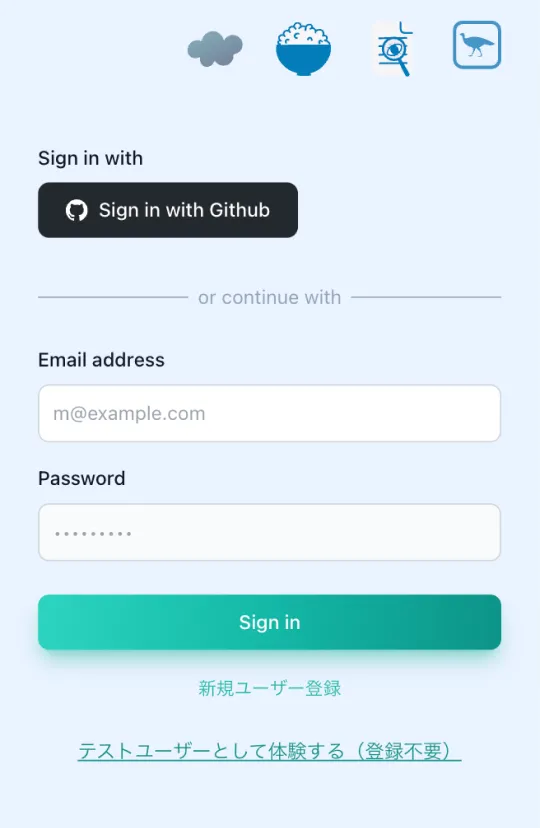 Sign in with
Sign in with Github
or continue with
Email address
m@example.com
Password
•••••••••
Sign in
新規ユーザー登録
テストユーザーとして体験する（登録不要）